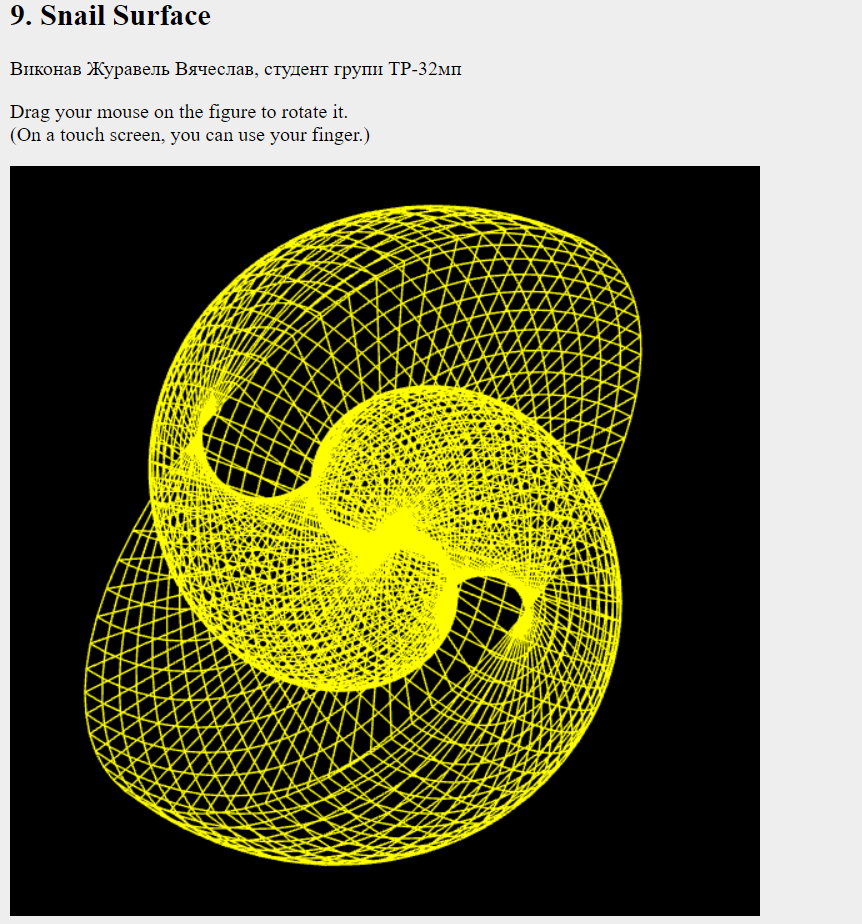 9. Snail Surface
Виконав Журавель Вячеслав, студент групи ТР-32мп
Drag your mouse on the figure to rotate it.
(On a touch screen, you can use your finger.)